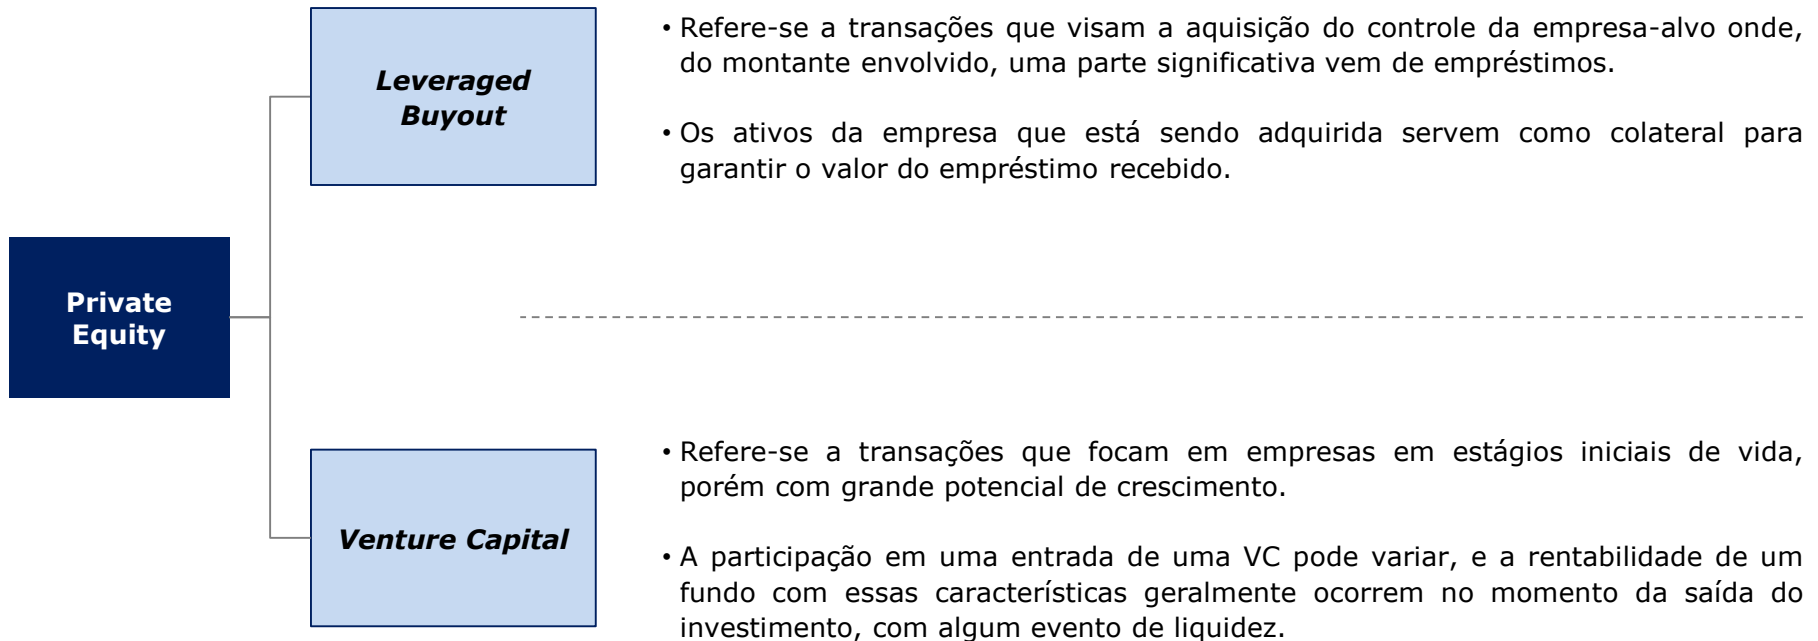 Private
Equity
Leveraged
Buyout
• Refere-se a transações que visam a aquisição do controle da empresa-alvo onde,
do montante envolvido, uma parte significativa vem de empréstimos.
• Os ativos da empresa que está sendo adquirida servem como colateral para
garantir o valor do empréstimo recebido.
Venture Capital
• Refere-se a transações que focam em empresas em estágios iniciais de vida,
porém com grande potencial de crescimento.
• A participação em uma entrada de uma VC pode variar, e a rentabilidade de um
fundo com essas características geralmente ocorrem no momento da saída do
investimento, com algum evento de liquidez.